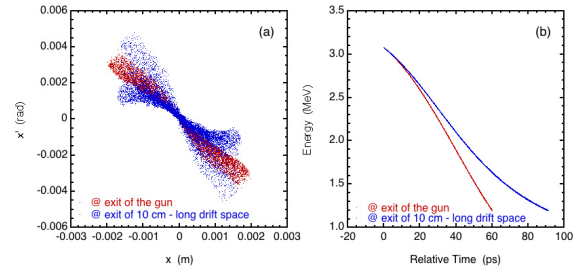 (a)
0.006
0.004
0.002
0
-0.002
-0.004
-0.006
x' (rad)
@ exit of the gun
@ exit of 10 cm - long drift space
-0.003 -0.002 -0.001 0 0.001 0.002 0.003
x (m)
(b)
3.5
3.0
2.5
2.0
1.5
1.0
Energy (MeV)
@ exit of the gun
@ exit of 10 cm - long drift space
-20 0 20 40 60 80 100
Relative Time (ps)